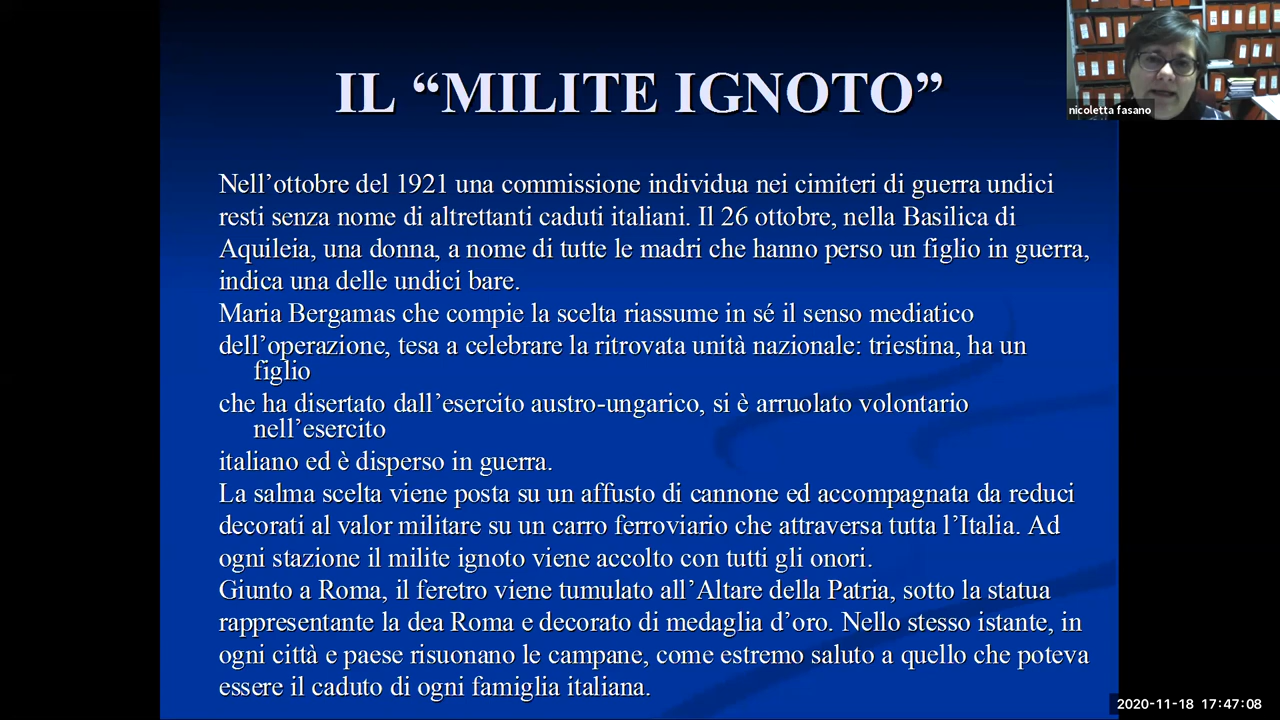 IL “MILITE IGNOTO”
nicoletta fasano
Nell’ottobre del 1921 una commissione individua nei cimiteri di guerra undici
resti senza nome di altrettanti caduti italiani. Il 26 ottobre, nella Basilica di
Aquileia, una donna, a nome di tutte le madri che hanno perso un figlio in guerra,
indica una delle undici bare.
Maria Bergamas che compie la scelta riassume in sé il senso mediatico
dell’operazione, tesa a celebrare la ritrovata unità nazionale: triestina, ha un
figlio
che ha disertato dall’esercito austro-ungarico, si è arruolato volontario
nell’esercito
italiano ed è disperso in guerra.
La salma scelta viene posta su un affusto di cannone ed accompagnata da reduci
decorati al valor militare su un carro ferroviario che attraversa tutta l’Italia. Ad
ogni stazione il milite ignoto viene accolto con tutti gli onori.
Giunto a Roma, il feretro viene tumulato all’Altare della Patria, sotto la statua
rappresentante la dea Roma e decorato di medaglia d’oro. Nello stesso istante, in
ogni città e paese risuonano le campane, come estremo saluto a quello che poteva
essere il caduto di ogni famiglia italiana.
2020-11-18 17:47:08